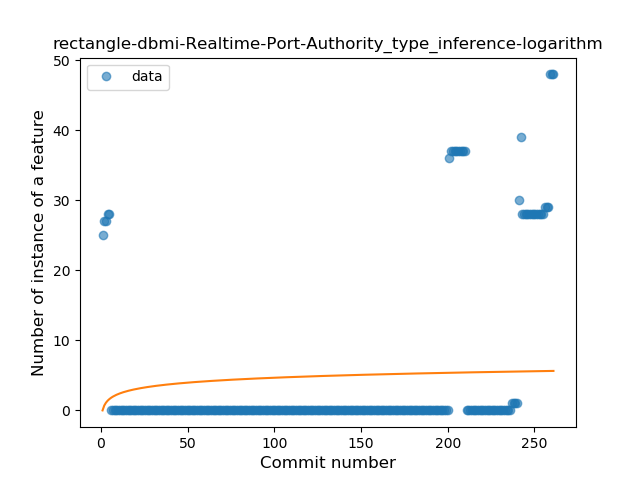 rectangle-dbmi-Realtime-Port-Authority_type_inference-logarithm
data
Number of instance of a feature
50
40
30
20
10
0
0 50 100 150 200 250
Commit number